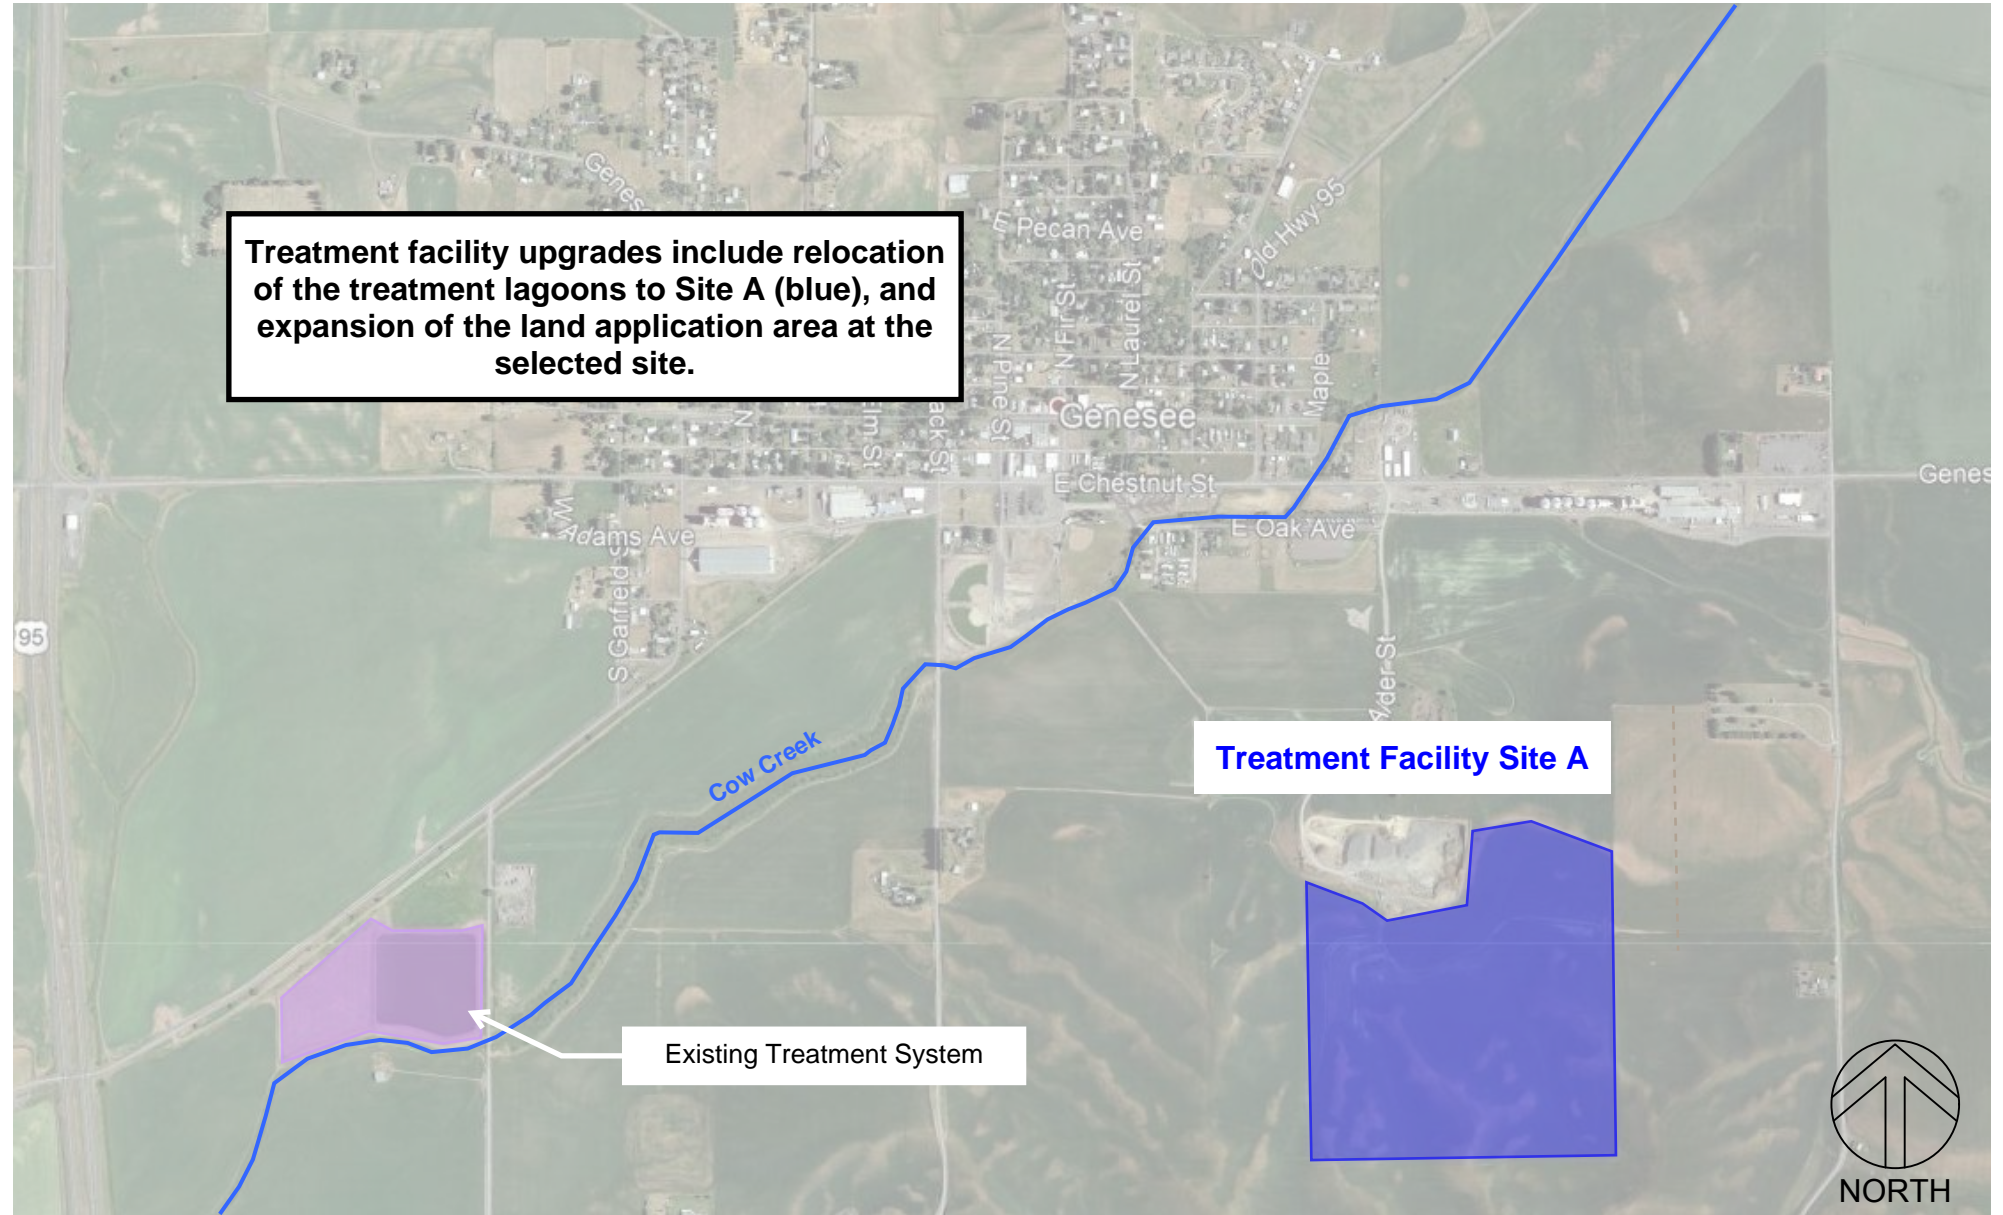 Genes
Treatment facility upgrades include relocation
of the treatment lagoons to Site A (blue), and
expansion of the land application area at the
selected site.
E Pecan Ave
Old Hwy 95
N Fir St
N Laurel St
N Pine St
Maple
Genesee
N
Elm St
ack St
E Chestnut St
Genes
W Adams Ave
E Oak Ave
S Garfield S
95
Alder St
Cow Creek
Treatment Facility Site A
Existing Treatment System
NORTH